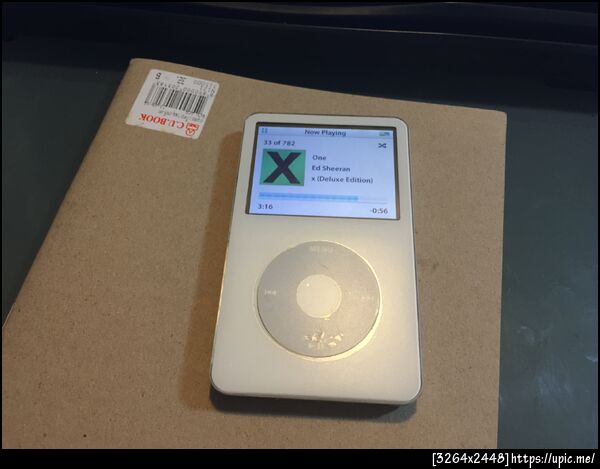 C.U.BOOK
Now Playing
33 of 782
One
Ed Sheeran
x (Deluxe Edition)
3:16
-0:56
MENU
[3264x2448]https://upic.me/